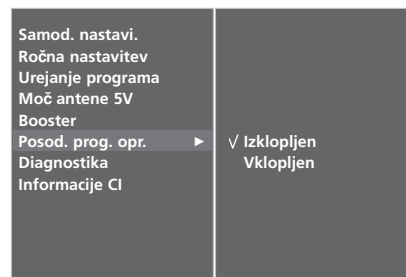 Samod. nastavi.
Ročna nastavitev
Urejanje programa
Moč antene 5V
Booster
Posod. prog. opr. ►
Diagnostika
Informacije CI
√ Izklopljen
Vklopljen